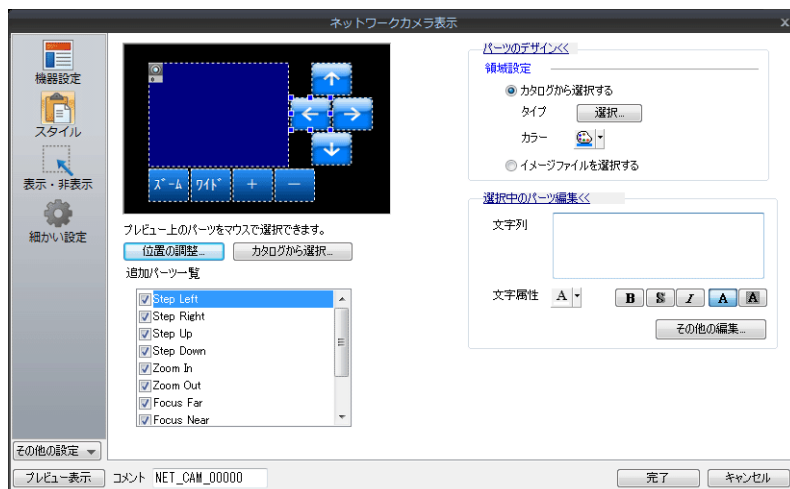 ネットワークカメラ表示
x
機器設定
スタイル
表示・非表示
細かい設定
ズーム
ワイド
+
－
プレビュー上のパーツをマウスで選択できます。
位置の調整...
カタログから選択...
追加パーツ一覧
Step Left
Step Right
Step Up
Step Down
Zoom In
Zoom Out
Focus Far
Focus Near
パーツのデザイン<<
領域設定
カタログから選択する
タイプ
選択...
カラー
イメージファイルを選択する
選択中のパーツ編集<<
文字列
文字属性
A
B
S
I
A
A
その他の編集...
その他の設定
プレビュー表示
コメント
NET_CAM_00000
完了
キャンセル